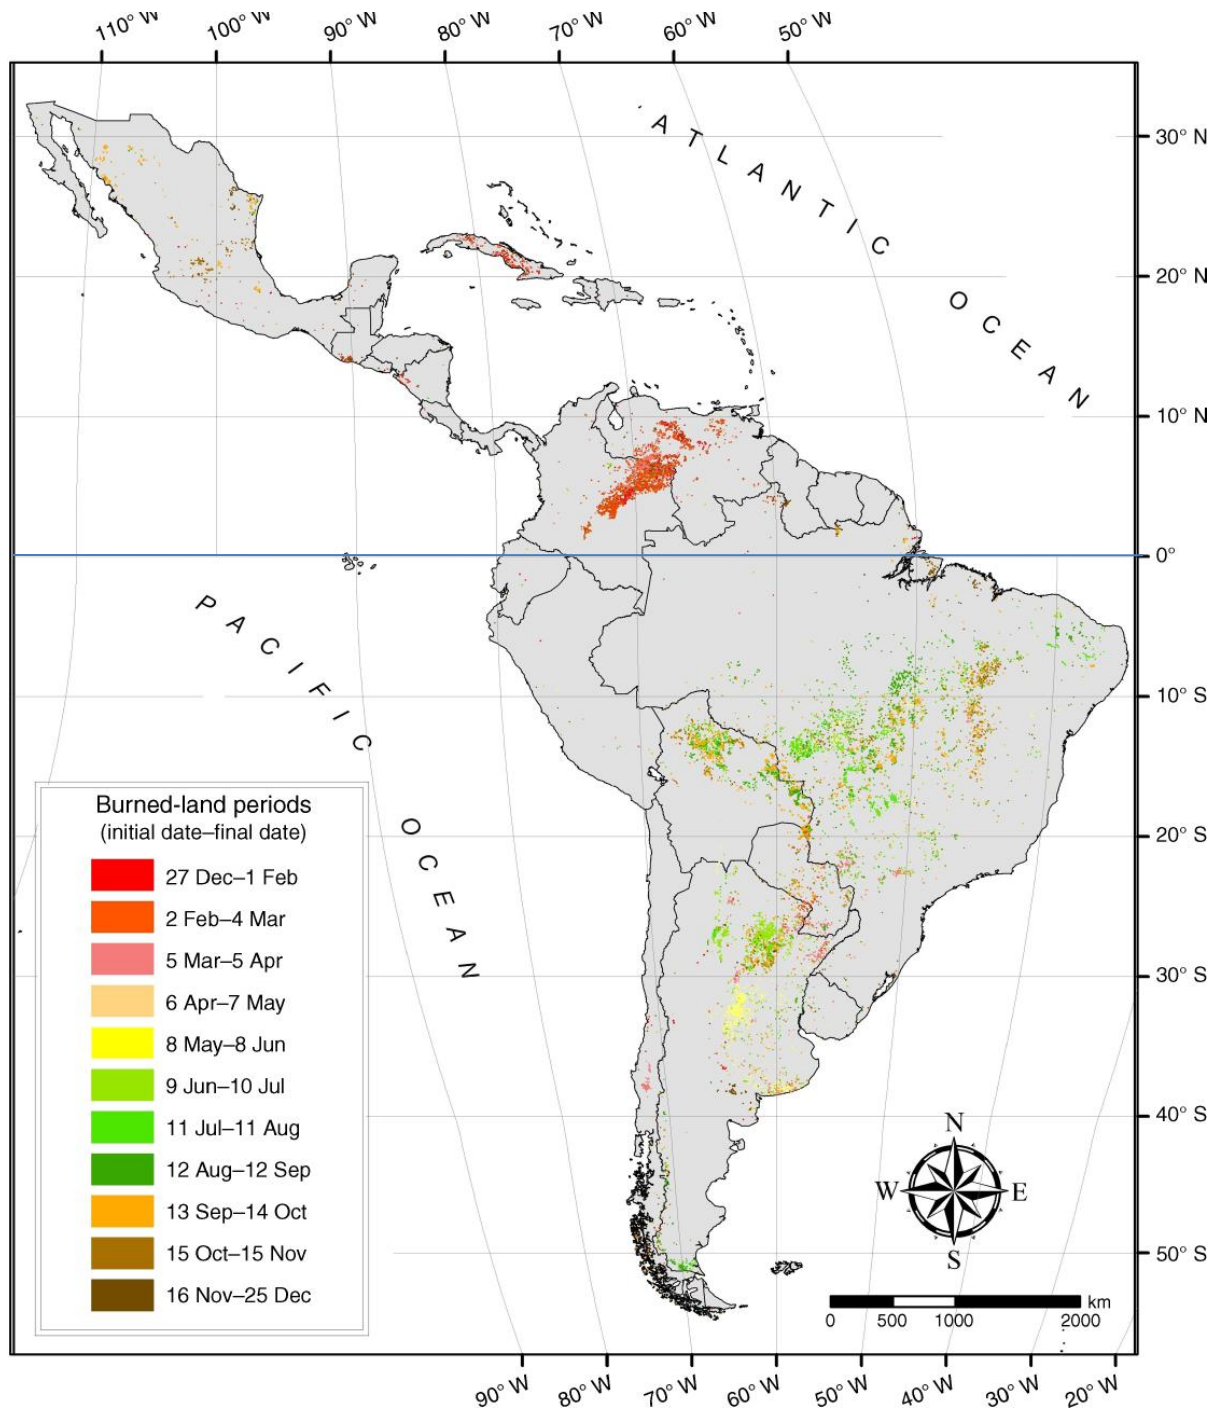 110° W 100° W 90° W 80° W 70° W 60° W 50° W
30° N
20° N
10° N
0°
10° S
20° S
30° S
40° S
50° S
ATLANTIC OCEAN
PACIFIC OCEAN
Burned-land periods
(initial date–final date)
27 Dec–1 Feb
2 Feb–4 Mar
5 Mar–5 Apr
6 Apr–7 May
8 May–8 Jun
9 Jun–10 Jul
11 Jul–11 Aug
12 Aug–12 Sep
13 Sep–14 Oct
15 Oct–15 Nov
16 Nov–25 Dec
N
W E
S
km
0 500 1000 2000
90° W 80° W 70° W 60° W 50° W 40° W 30° W 20° W